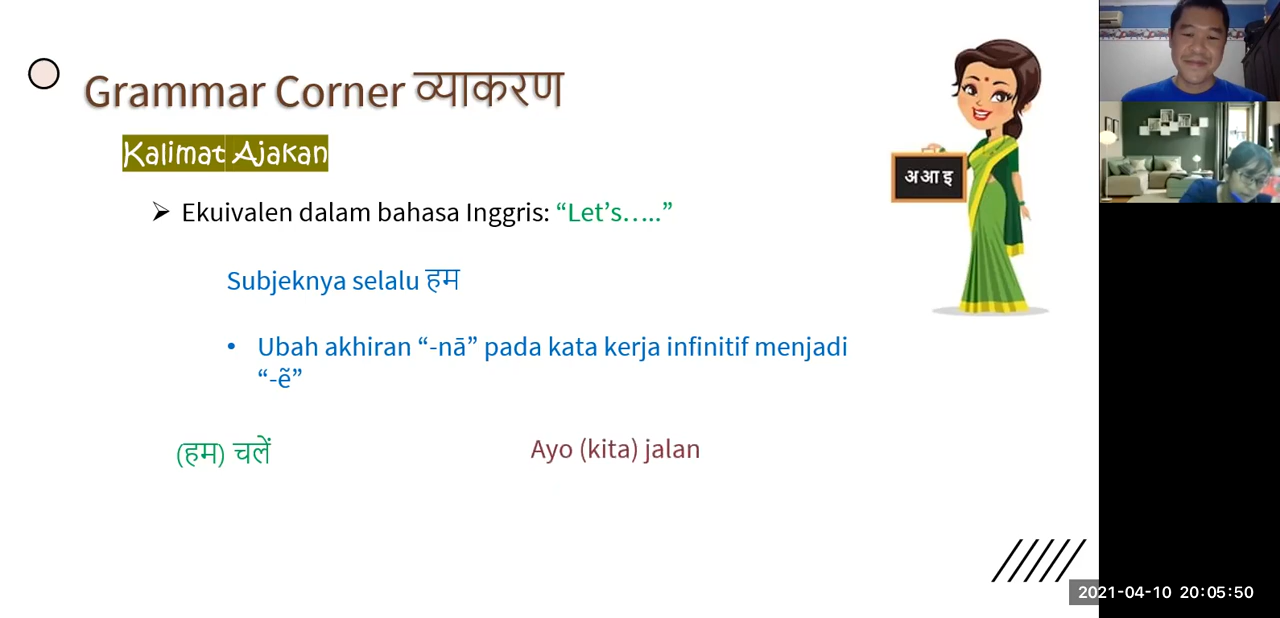 Grammar Corner व्याकरण
Kalimat Ajakan
➢ Ekuivalen dalam bahasa Inggris: “Let’s…..”
अ आ इ
Subjeknya selalu हम
• Ubah akhiran “-nā” pada kata kerja infinitif menjadi
“-ẽ”
(हम) चलें
Ayo (kita) jalan
2021-04-10 20:05:50